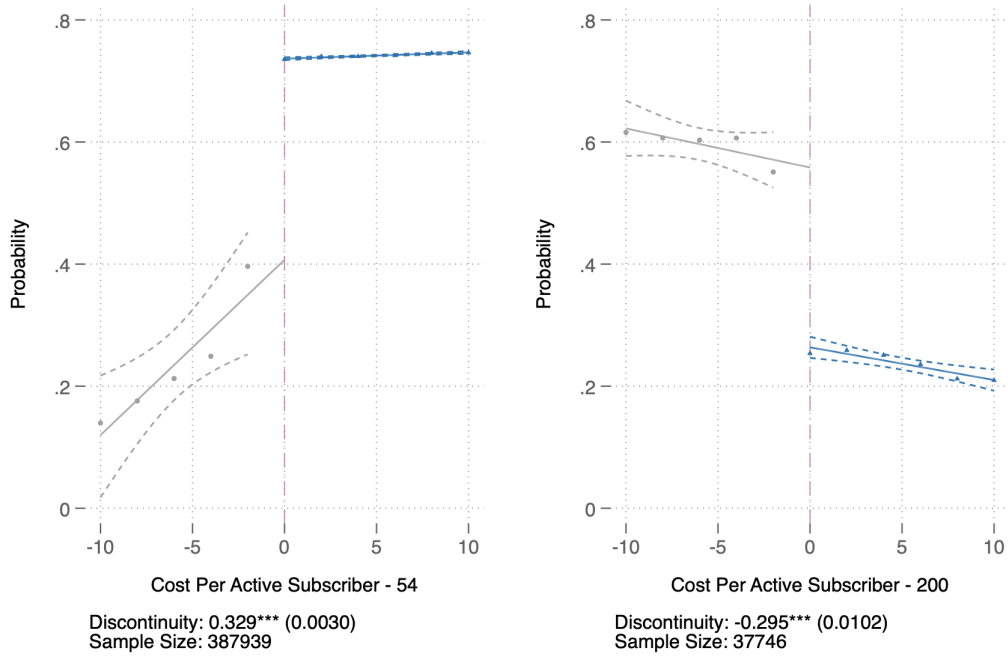 .8
.6
.4
.2
0
Probability
-10 -5 0 5 10
Cost Per Active Subscriber - 54
Discontinuity: 0.329*** (0.0030)
Sample Size: 387939
.8
.6
.4
.2
0
Probability
-10 -5 0 5 10
Cost Per Active Subscriber - 200
Discontinuity: -0.295*** (0.0102)
Sample Size: 37746